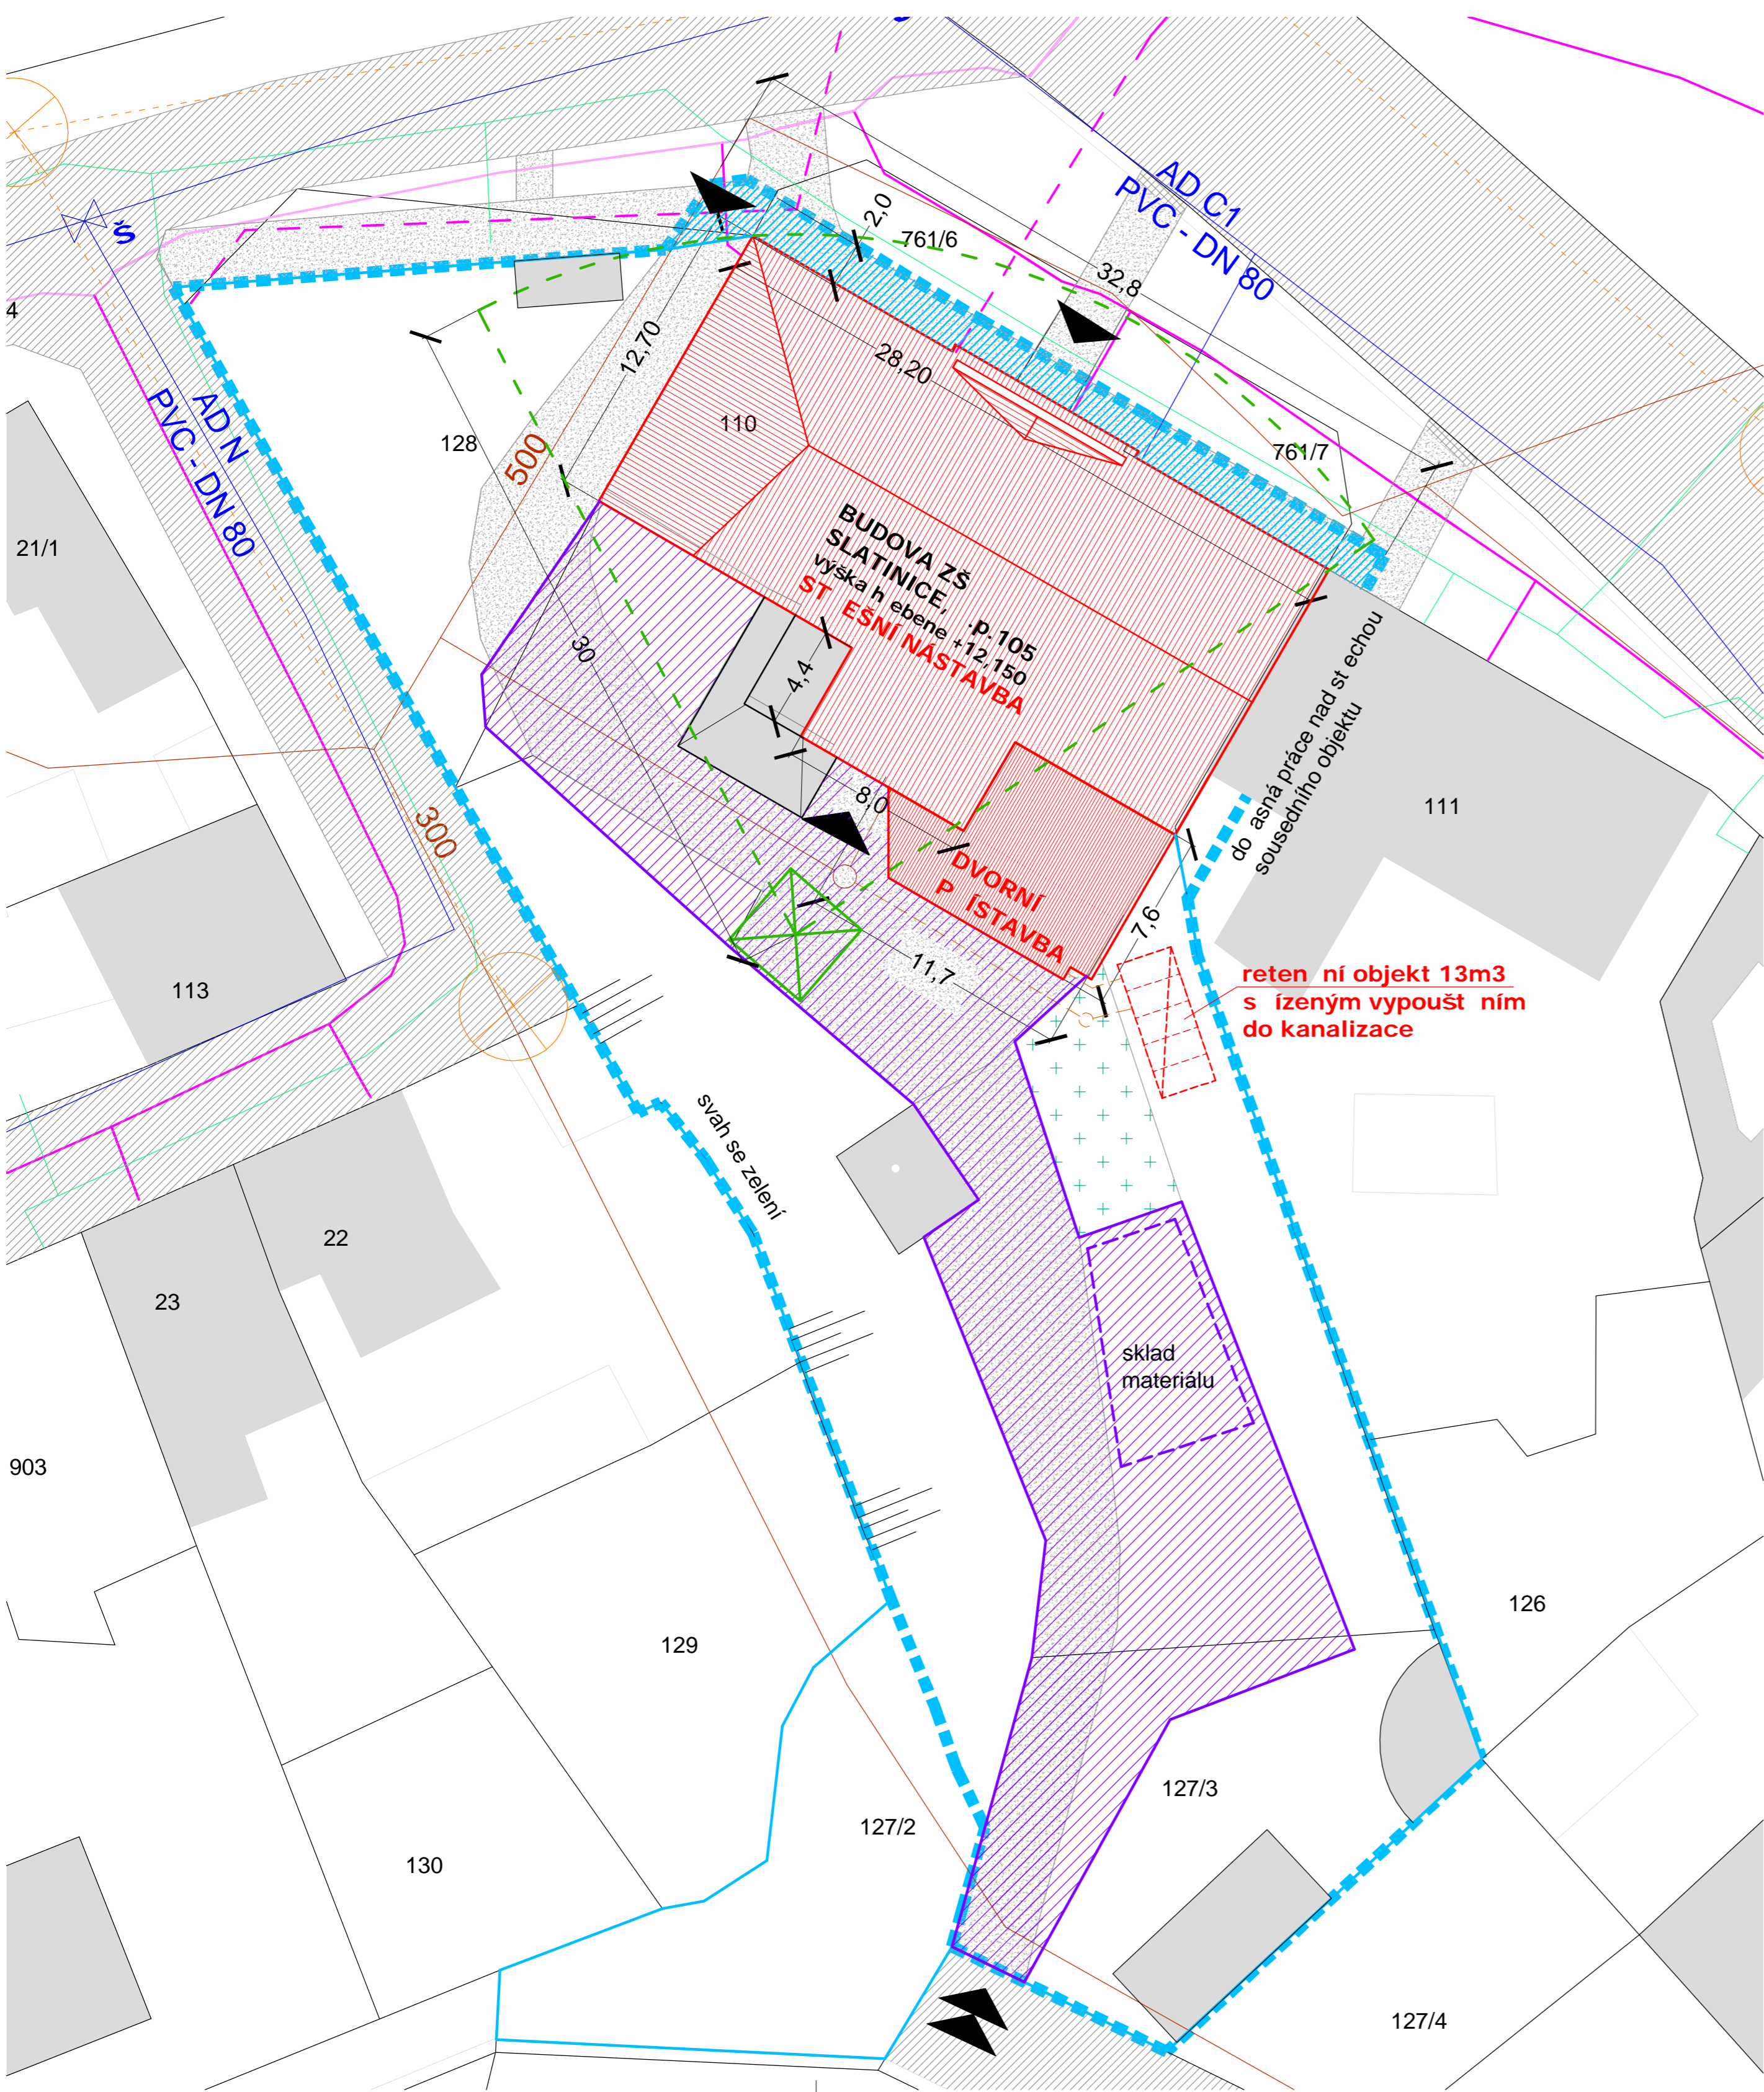 Š
AD C1
PVC - DN 80
2,0
761/6
32,8
4
12,70
28,20
AD N
PVC - DN 80
128
500
110
761/7
21/1
BUDOVA ZŠ
SLATINICE, .p.105
výška h ebene +12,150
ST EŠNÍ NÁSTAVBA
30
4,4
do asná práce nad st echou
sousedního objektu
111
300
8,0
DVORNÍ
P ÍSTAVBA
7,6
11,7
113
reten ní objekt 13m3
s ízeným vypoušt ním
do kanalizace
svah se zelení
22
23
sklad
materiálu
903
129
126
127/3
127/2
130
127/4